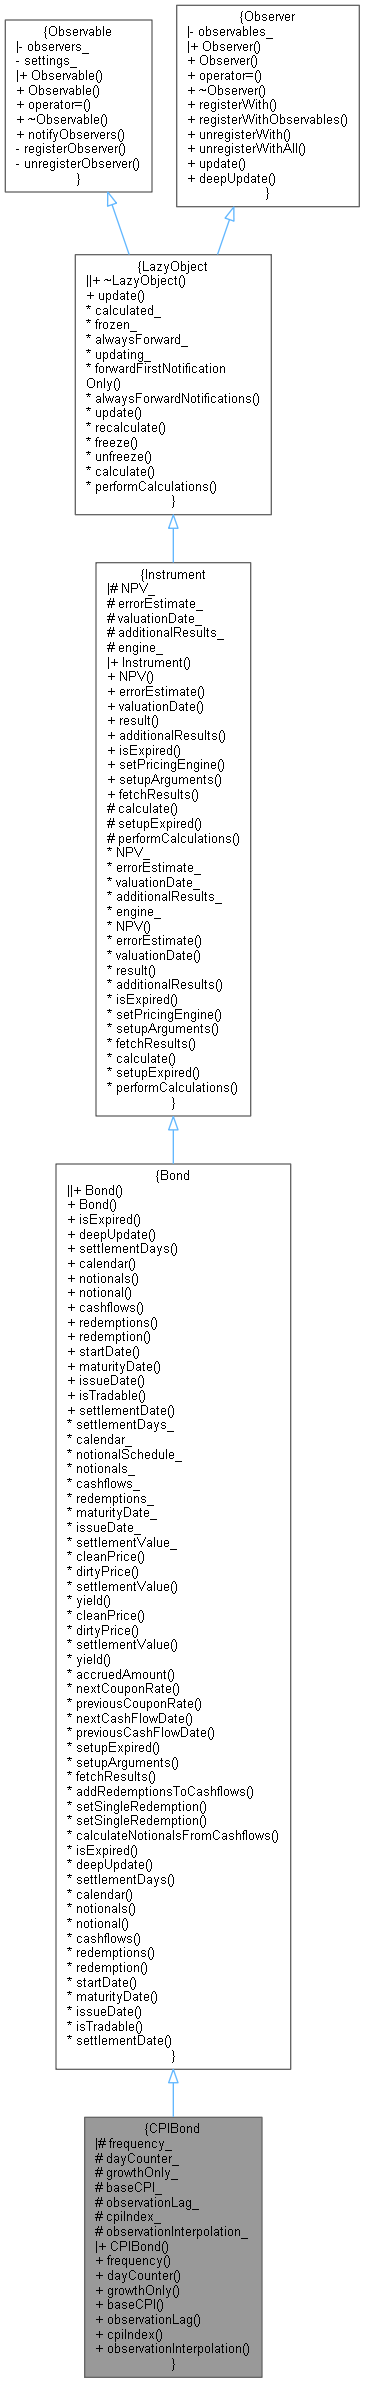 {Observable
|- observers_
- settings_
|+ Observable()
+ Observable()
+ operator=()
+ ~Observable()
+ notifyObservers()
- registerObserver()
- unregisterObserver()
}
{Observer
|- observables_
|+ Observer()
+ Observer()
+ operator=()
+ ~Observer()
+ registerWith()
+ registerWithObservables()
+ unregisterWith()
+ unregisterWithAll()
+ update()
+ deepUpdate()
}
{LazyObject
||+ ~LazyObject()
+ update()
* calculated_
* frozen_
* alwaysForward_
* updating_
* forwardFirstNotification
Only()
* alwaysForwardNotifications()
* update()
* recalculate()
* freeze()
* unfreeze()
* calculate()
* performCalculations()
}
{Instrument
|# NPV_
# errorEstimate_
# valuationDate_
# additionalResults_
# engine_
|+ Instrument()
+ NPV()
+ errorEstimate()
+ valuationDate()
+ result()
+ additionalResults()
+ isExpired()
+ setPricingEngine()
+ setupArguments()
+ fetchResults()
# calculate()
# setupExpired()
# performCalculations()
* NPV_
* errorEstimate_
* valuationDate_
* additionalResults_
* engine_
* NPV()
* errorEstimate()
* valuationDate()
* result()
* additionalResults()
* isExpired()
* setPricingEngine()
* setupArguments()
* fetchResults()
* calculate()
* setupExpired()
* performCalculations()
}
{Bond
||+ Bond()
+ Bond()
+ isExpired()
+ deepUpdate()
+ settlementDays()
+ calendar()
+ notionals()
+ notional()
+ cashflows()
+ redemptions()
+ redemption()
+ startDate()
+ maturityDate()
+ issueDate()
+ isTradable()
+ settlementDate()
* settlementDays_
* calendar_
* notionalSchedule_
* notionals_
* cashflows_
* redemptions_
* maturityDate_
* issueDate_
* settlementValue_
* cleanPrice()
* dirtyPrice()
* settlementValue()
* yield()
* cleanPrice()
* dirtyPrice()
* settlementValue()
* yield()
* accruedAmount()
* nextCouponRate()
* previousCouponRate()
* nextCashFlowDate()
* previousCashFlowDate()
* setupExpired()
* setupArguments()
* fetchResults()
* addRedemptionsToCashflows()
* setSingleRedemption()
* setSingleRedemption()
* calculateNotionalsFromCashflows()
* isExpired()
* deepUpdate()
* settlementDays()
* calendar()
* notionals()
* notional()
* cashflows()
* redemptions()
* redemption()
* startDate()
* maturityDate()
* issueDate()
* isTradable()
* settlementDate()
}
{CPIBond
|# frequency_
# dayCounter_
# growthOnly_
# baseCPI_
# observationLag_
# cpiIndex_
# observationInterpolation_
|+ CPIBond()
+ frequency()
+ dayCounter()
+ growthOnly()
+ baseCPI()
+ observationLag()
+ cpiIndex()
+ observationInterpolation()
}